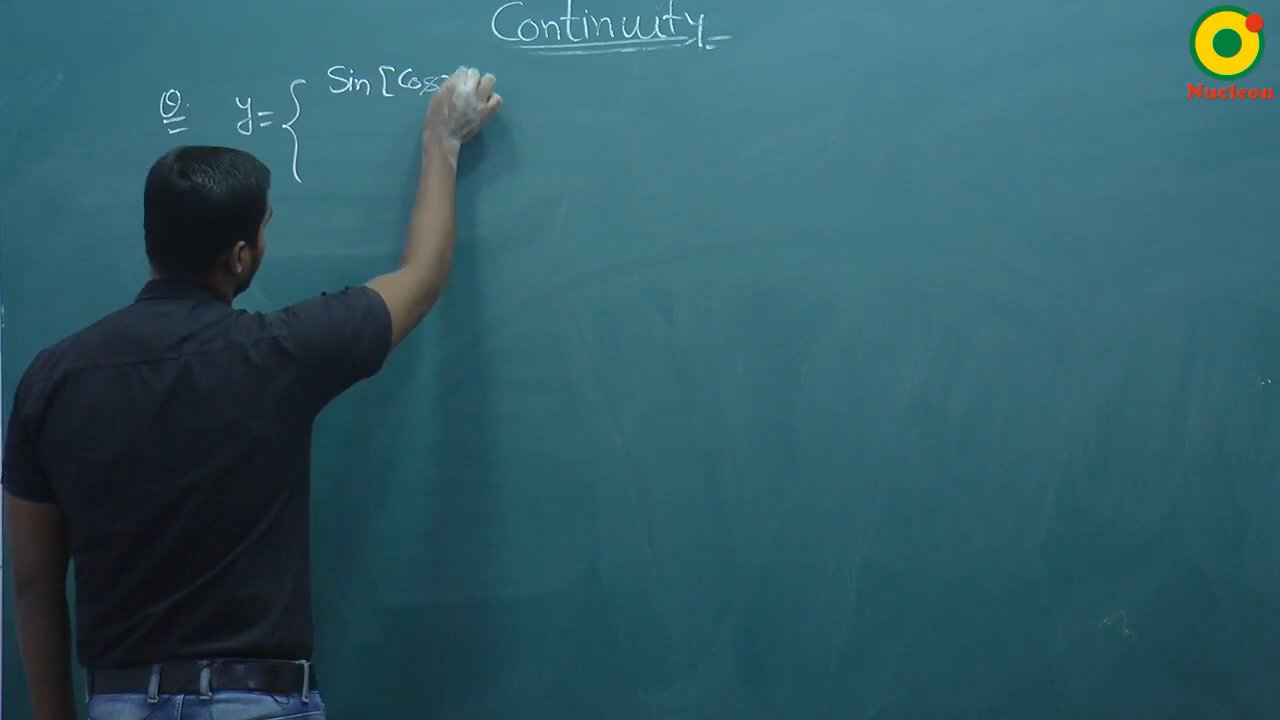 Continuity
Nucleon
Q. y = { Sin [Cos